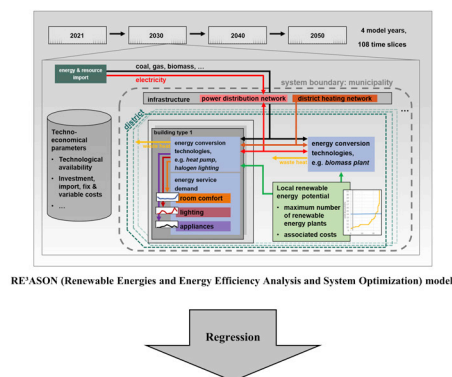 2021
2030
2040
2050
4 model years,
108 time slices
energy & resource
import
coal, gas, biomass, ...
electricity
system boundary: municipality
infrastructure
power distribution network
district heating network
...
district
Techno-
economical
parameters
• Technological
availability
• Investment,
import, fix &
variable costs
• ...
building type 1
energy conversion
technologies,
e.g. heat pump,
halogen lighting
energy service
demand
room comfort
lighting
appliances
energy conversion
technologies,
e.g. biomass plant
waste heat
Local renewable
energy potential
• maximum number
of renewable
energy plants
• associated costs
RE³ASON (Renewable Energies and Energy Efficiency Analysis and System Optimization) model
Regression